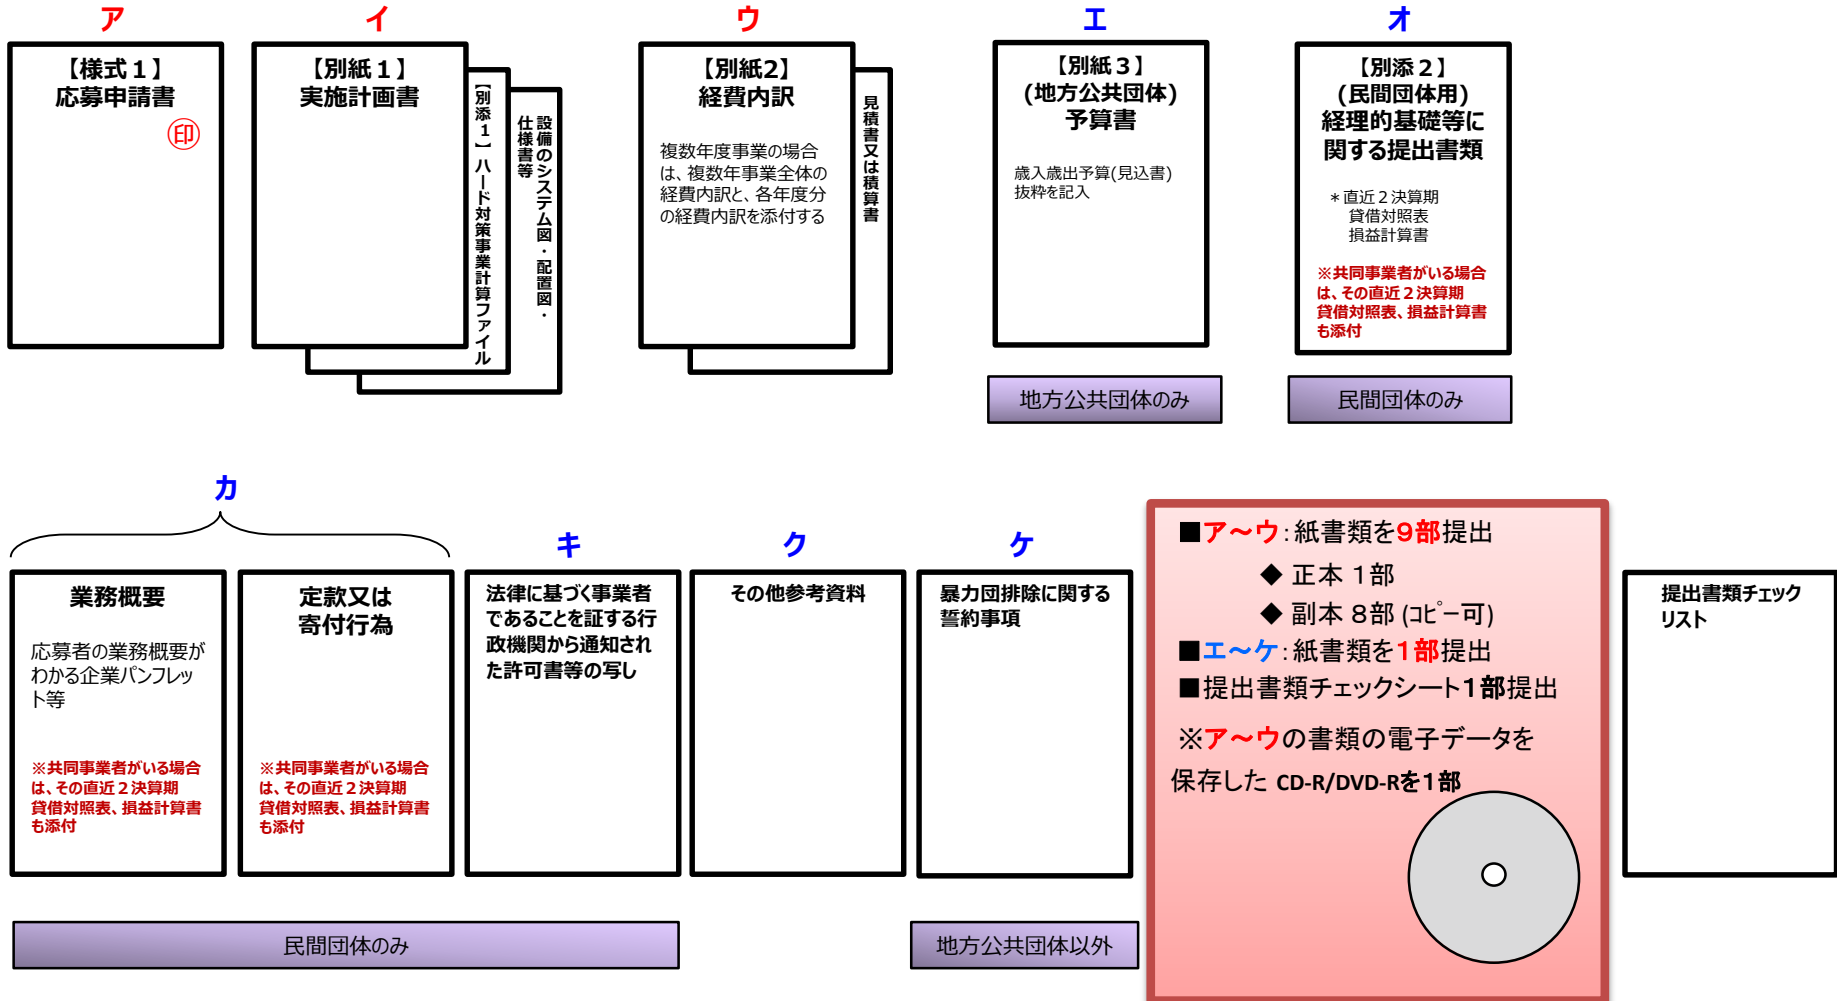 ア
【様式１】
応募申請書
印
イ
【別紙１】
実施計画書
【別添１】ハード対策事業計算ファイル
設備のシステム図・配置図・
仕様書等
ウ
【別紙2】
経費内訳
複数年度事業の場合
は、複数年事業全体の
経費内訳と、各年度分
の経費内訳を添付する
見積書又は積算書
エ
【別紙３】
(地方公共団体)
予算書
歳入歳出予算(見込書)
抜粋を記入
地方公共団体のみ
オ
【別添２】
(民間団体用)
経理的基礎等に
関する提出書類
＊直近２決算期
貸借対照表
損益計算書
※共同事業者がいる場合
は、その直近２決算期
貸借対照表、損益計算書
も添付
民間団体のみ
カ
業務概要
応募者の業務概要が
わかる企業パンフレッ
ト等
※共同事業者がいる場合
は、その直近２決算期
貸借対照表、損益計算書
も添付
定款又は
寄付行為
※共同事業者がいる場合
は、その直近２決算期
貸借対照表、損益計算書
も添付
キ
法律に基づく事業者
であることを証する行
政機関から通知され
た許可書等の写し
民間団体のみ
ク
その他参考資料
ケ
暴力団排除に関する
誓約事項
地方公共団体以外
■ア～ウ：紙書類を9部提出
◆ 正本 1部
◆ 副本 8部 (コピー可)
■エ～ケ：紙書類を１部提出
■提出書類チェックシート1部提出
※ア～ウの書類の電子データを
保存した CD-R/DVD-Rを１部
提出書類チェック
リスト